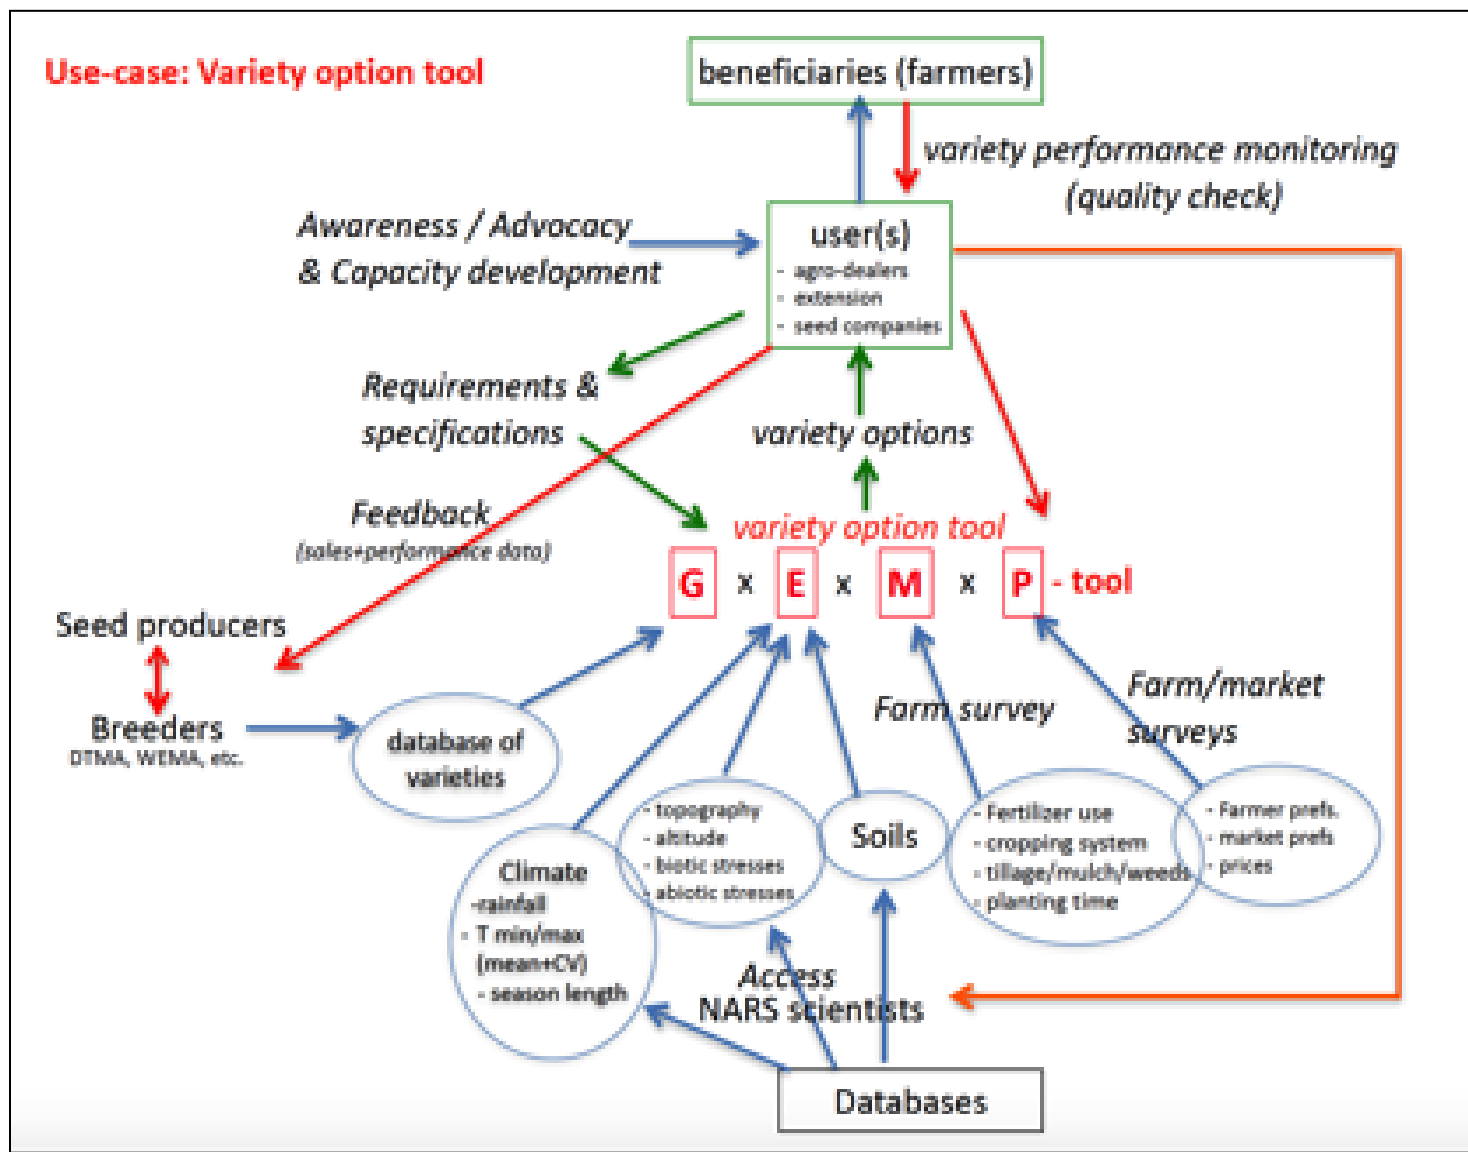 Use-case: Variety option tool
beneficiaries (farmers)
variety performance monitoring
(quality check)
Awareness / Advocacy
& Capacity development
user(s)
- agro-dealers
- extension
- seed companies
Requirements &
specifications
variety options
Feedback
(sales+performance data)
variety option tool
G x E x M x P - tool
Seed producers
Breeders
DTMA, WEMA, etc.
database of
varieties
Farm survey
Farm/market
surveys
Climate
-rainfall
- T min/max
(mean+CV)
- season length
- topography
- altitude
- biotic stresses
- abiotic stresses
Soils
- Fertilizer use
- cropping system
- tillage/mulch/weeds
- planting time
- Farmer prefs.
- market prefs
- prices
Access
NARS scientists
Databases